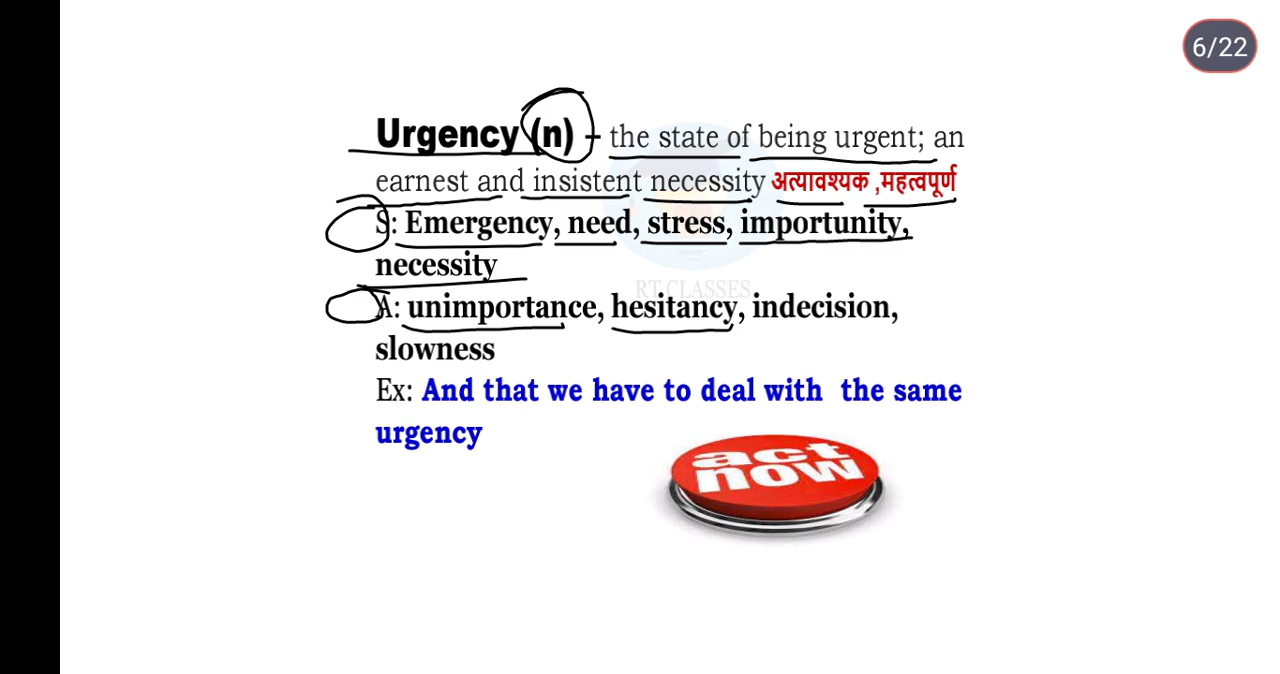 6/22
Urgency (n) - the state of being urgent; an
earnest and insistent necessity अत्यावश्यक ,महत्वपूर्ण
S: Emergency, need, stress, importunity,
necessity
RT CLASSES
A: unimportance, hesitancy, indecision,
slowness
Ex: And that we have to deal with the same
urgency
act
now